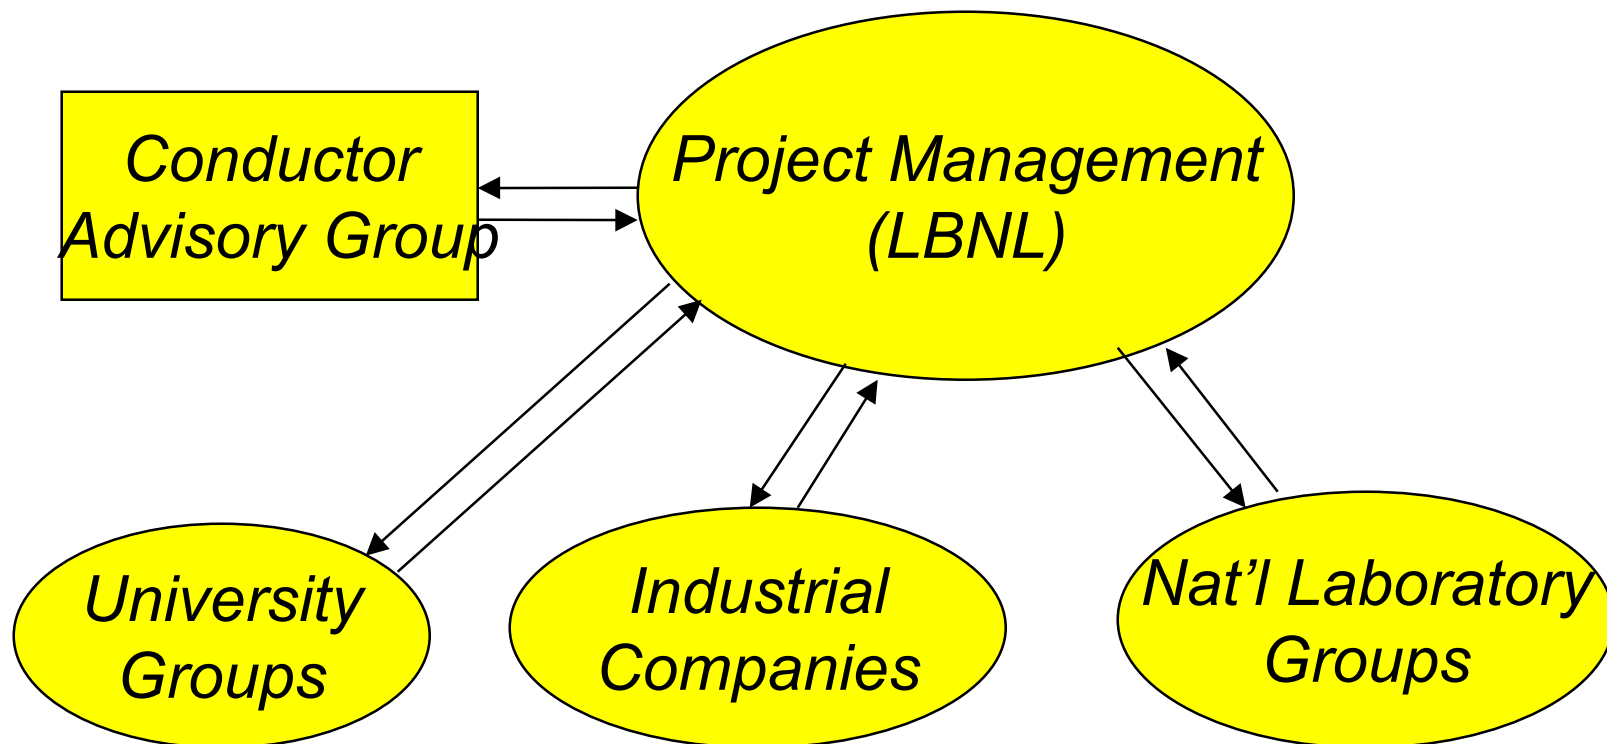 Conductor
Advisory Group
Project Management
(LBNL)
University
Groups
Industrial
Companies
Nat’l Laboratory
Groups